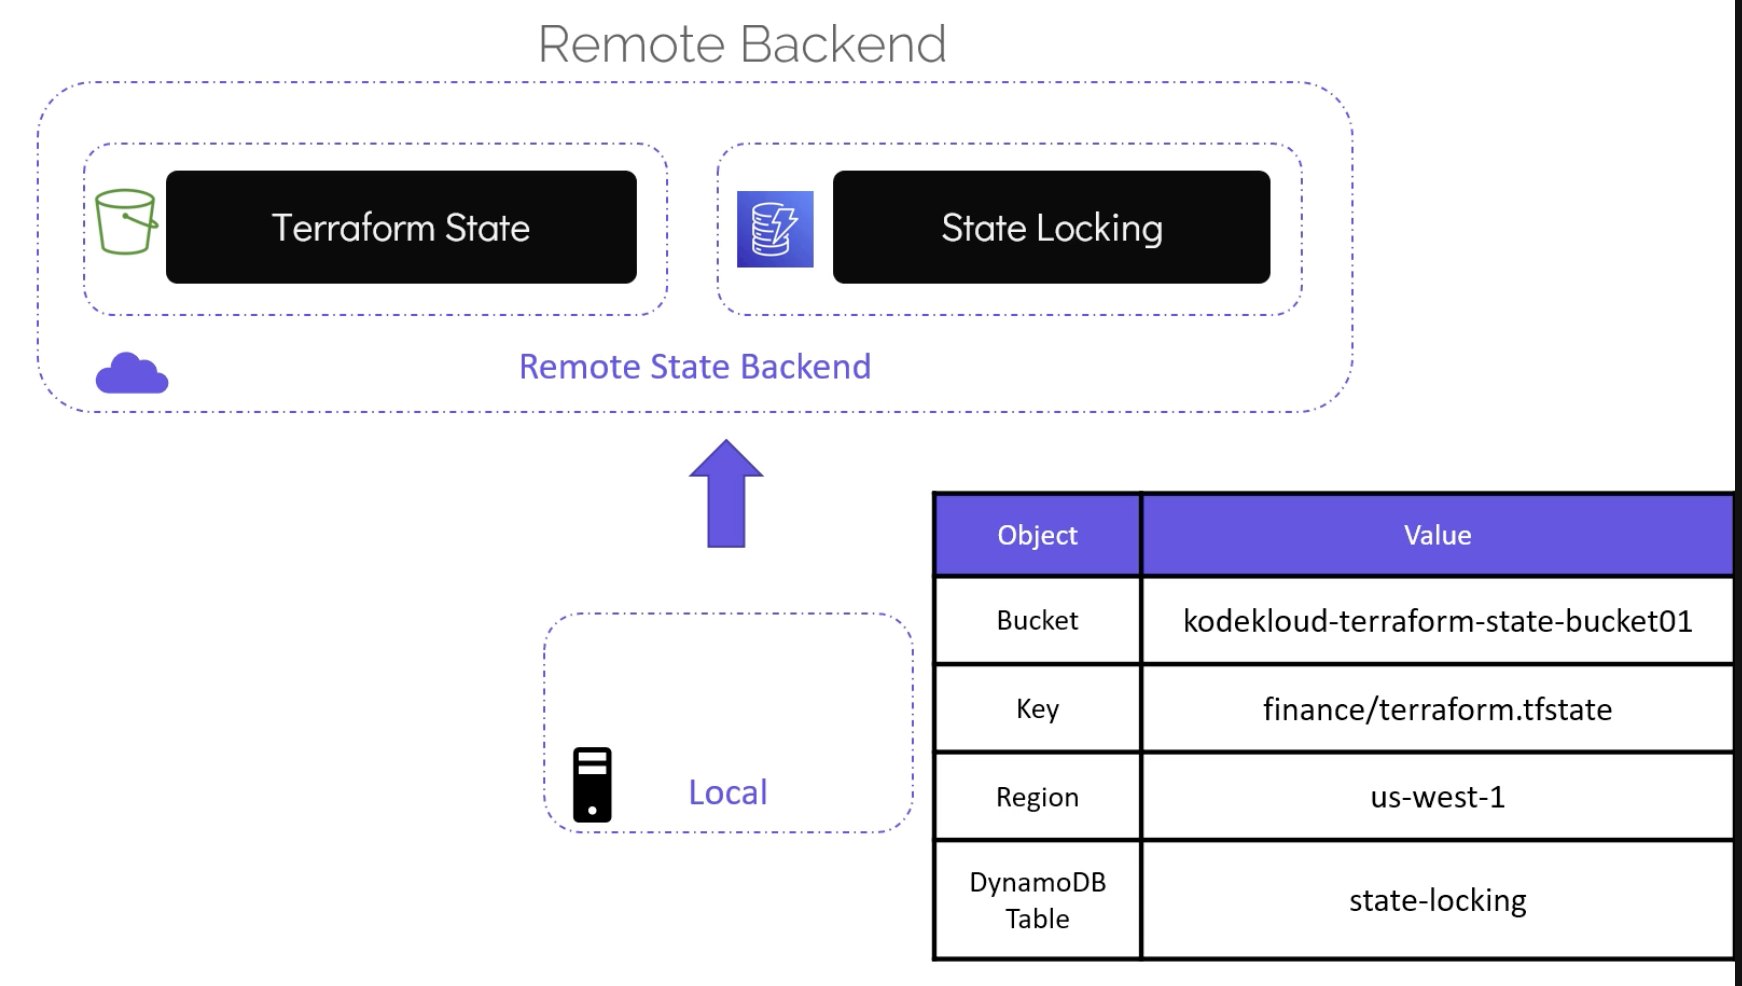 Remote Backend
Terraform State
State Locking
Remote State Backend
Local
Object Value
Bucket kodekloud-terraform-state-bucket01
Key finance/terraform.tfstate
Region us-west-1
DynamoDB
Table
state-locking